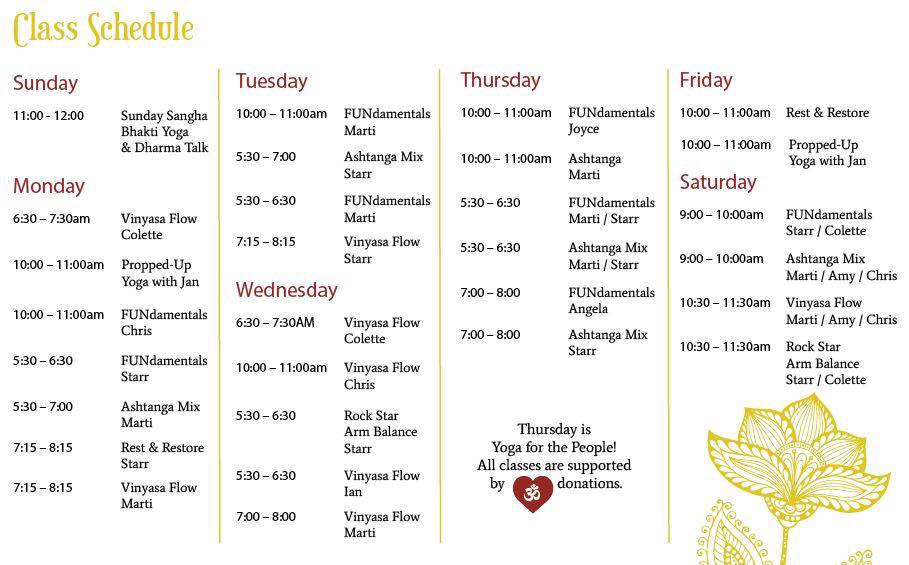 Class Schedule
Sunday
11:00 - 12:00 Sunday Sangha
Bhakti Yoga
& Dharma Talk
Monday
6:30 – 7:30am Vinyasa Flow
Colette
10:00 – 11:00am Propped-Up
Yoga with Jan
10:00 – 11:00am FUNdamentals
Chris
5:30 – 6:30 FUNdamentals
Starr
5:30 – 7:00 Ashtanga Mix
Marti
7:15 – 8:15 Rest & Restore
Starr
7:15 – 8:15 Vinyasa Flow
Marti
Tuesday
10:00 – 11:00am FUNdamentals
Marti
5:30 – 7:00 Ashtanga Mix
Starr
5:30 – 6:30 FUNdamentals
Marti
7:15 – 8:15 Vinyasa Flow
Starr
Wednesday
6:30 – 7:30AM Vinyasa Flow
Colette
10:00 – 11:00am Vinyasa Flow
Chris
5:30 – 6:30 Rock Star
Arm Balance
Starr
5:30 – 6:30 Vinyasa Flow
Ian
7:00 – 8:00 Vinyasa Flow
Marti
Thursday
10:00 – 11:00am FUNdamentals
Joyce
10:00 – 11:00am Ashtanga
Marti
5:30 – 6:30 FUNdamentals
Marti / Starr
5:30 – 6:30 Ashtanga Mix
Marti / Starr
7:00 – 8:00 FUNdamentals
Angela
7:00 – 8:00 Ashtanga Mix
Starr
Thursday is
Yoga for the People!
All classes are supported
by ॐ donations.
Friday
10:00 – 11:00am Rest & Restore
10:00 – 11:00am Propped-Up
Yoga with Jan
Saturday
9:00 – 10:00am FUNdamentals
Starr / Colette
9:00 – 10:00am Ashtanga Mix
Marti / Amy / Chris
10:30 – 11:30am Vinyasa Flow
Marti / Amy / Chris
10:30 – 11:30am Rock Star
Arm Balance
Starr / Colette